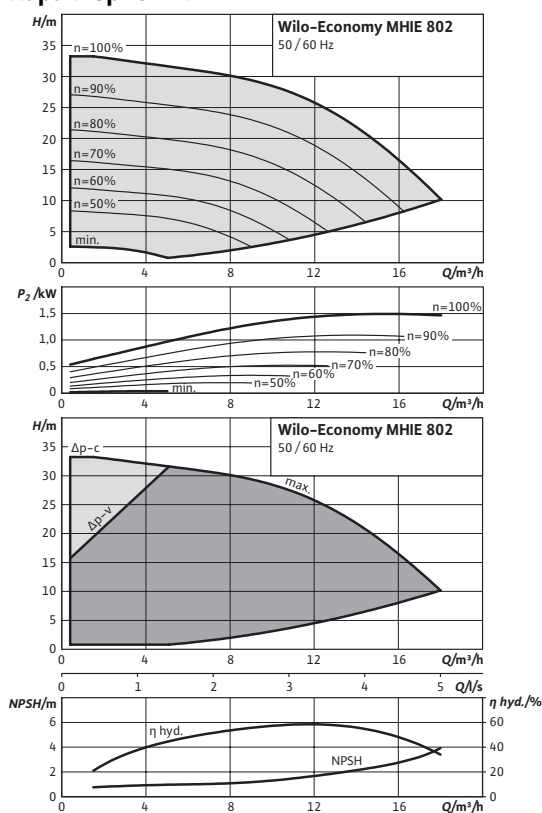 H/m
Wilo-Economy MHIE 802
50 / 60 Hz
35
n=100%
30
n=90%
25
n=80%
20
n=70%
15
n=60%
10
n=50%
5
min.
0
0 4 8 12 16 Q/m³/h
P2 /kW
1,5
n=100%
1,0
n=90%
n=80%
0,5
n=70%
n=60%
n=50%
min.
0
0 4 8 12 16 Q/m³/h
H/m
Wilo-Economy MHIE 802
50 / 60 Hz
35
Δp-c
30
max.
25
Δp-v
20
15
10
5
0
0 4 8 12 16 Q/m³/h
0 1 2 3 4 5 Q/l/s
NPSH/m η hyd./%
6 60
η hyd.
4 40
NPSH
2 20
0 0
0 4 8 12 16 Q/m³/h